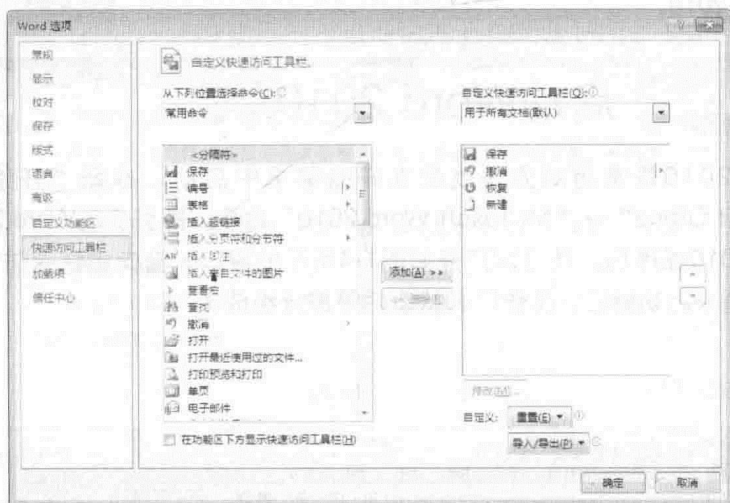 Word 选项
常规
显示
校对
保存
版式
语言
高级
自定义功能区
快速访问工具栏
加载项
信任中心
自定义快速访问工具栏。
从下列位置选择命令(C):
常用命令
<分隔符>
保存
编号
表格
插入超链接
插入分页符和分节符
插入脚注
插入来自文件的图片
查看宏
查找
撤消
打开
打开最近使用过的文件...
打印预览和打印
单页
电子邮件
在功能区下方显示快速访问工具栏(H)
添加(A) >>
<< 删除(R)
自定义快速访问工具栏(Q):
用于所有文档(默认)
保存
撤消
恢复
新建
修改(M)...
自定义: 重置(E)
导入/导出(P)
确定
取消